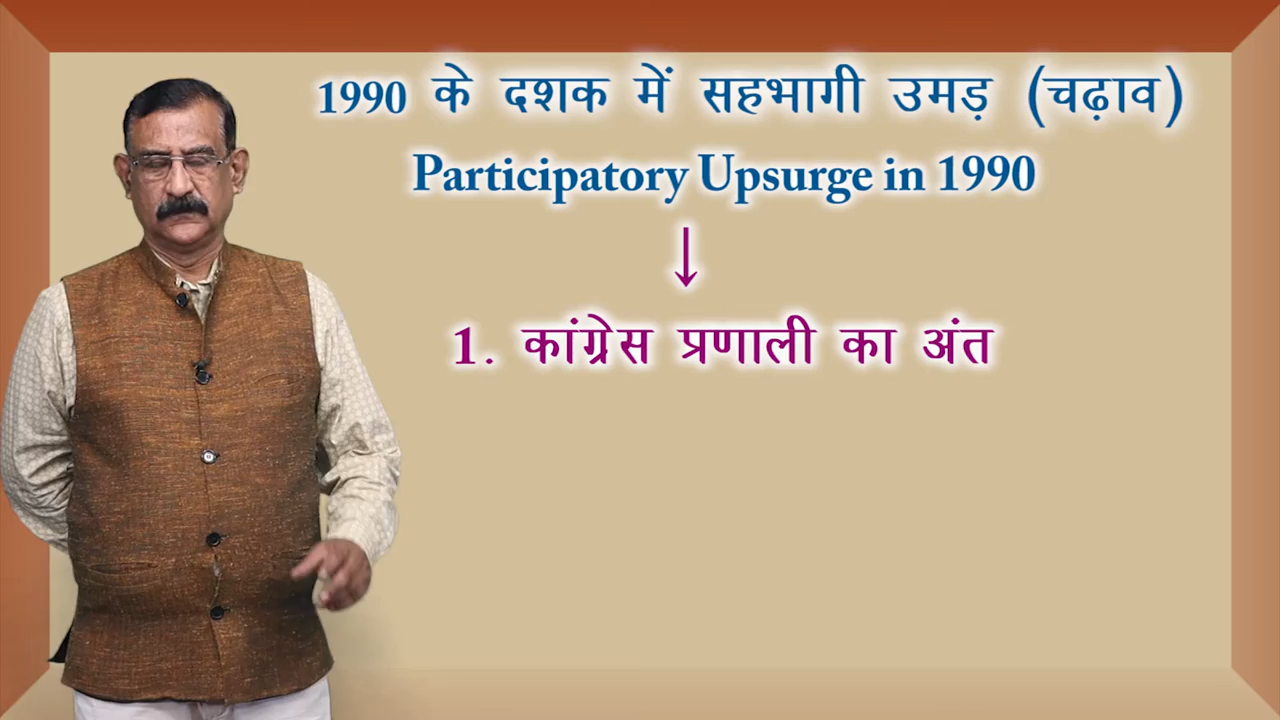 1990 के दशक में सहभागी उमड़ (चढ़ाव)
Participatory Upsurge in 1990
↓
1. कांग्रेस प्रणाली का अंत